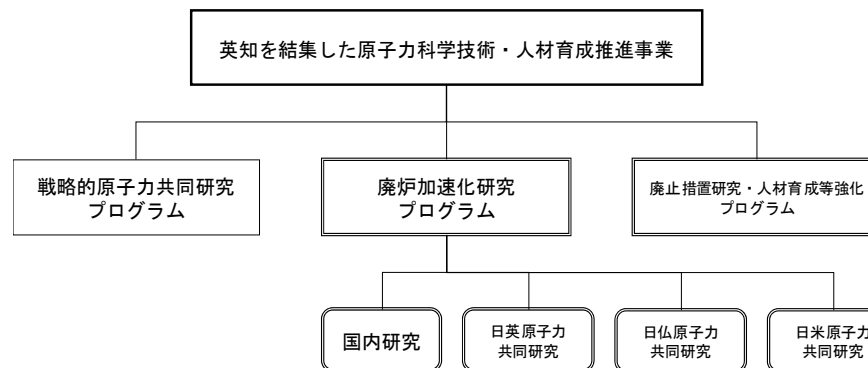 英知を結集した原子力科学技術・人材育成推進事業
戦略的原子力共同研究
プログラム
廃炉加速化研究
プログラム
廃止措置研究・人材育成等強化
プログラム
国内研究
日英原子力
共同研究
日仏原子力
共同研究
日米原子力
共同研究